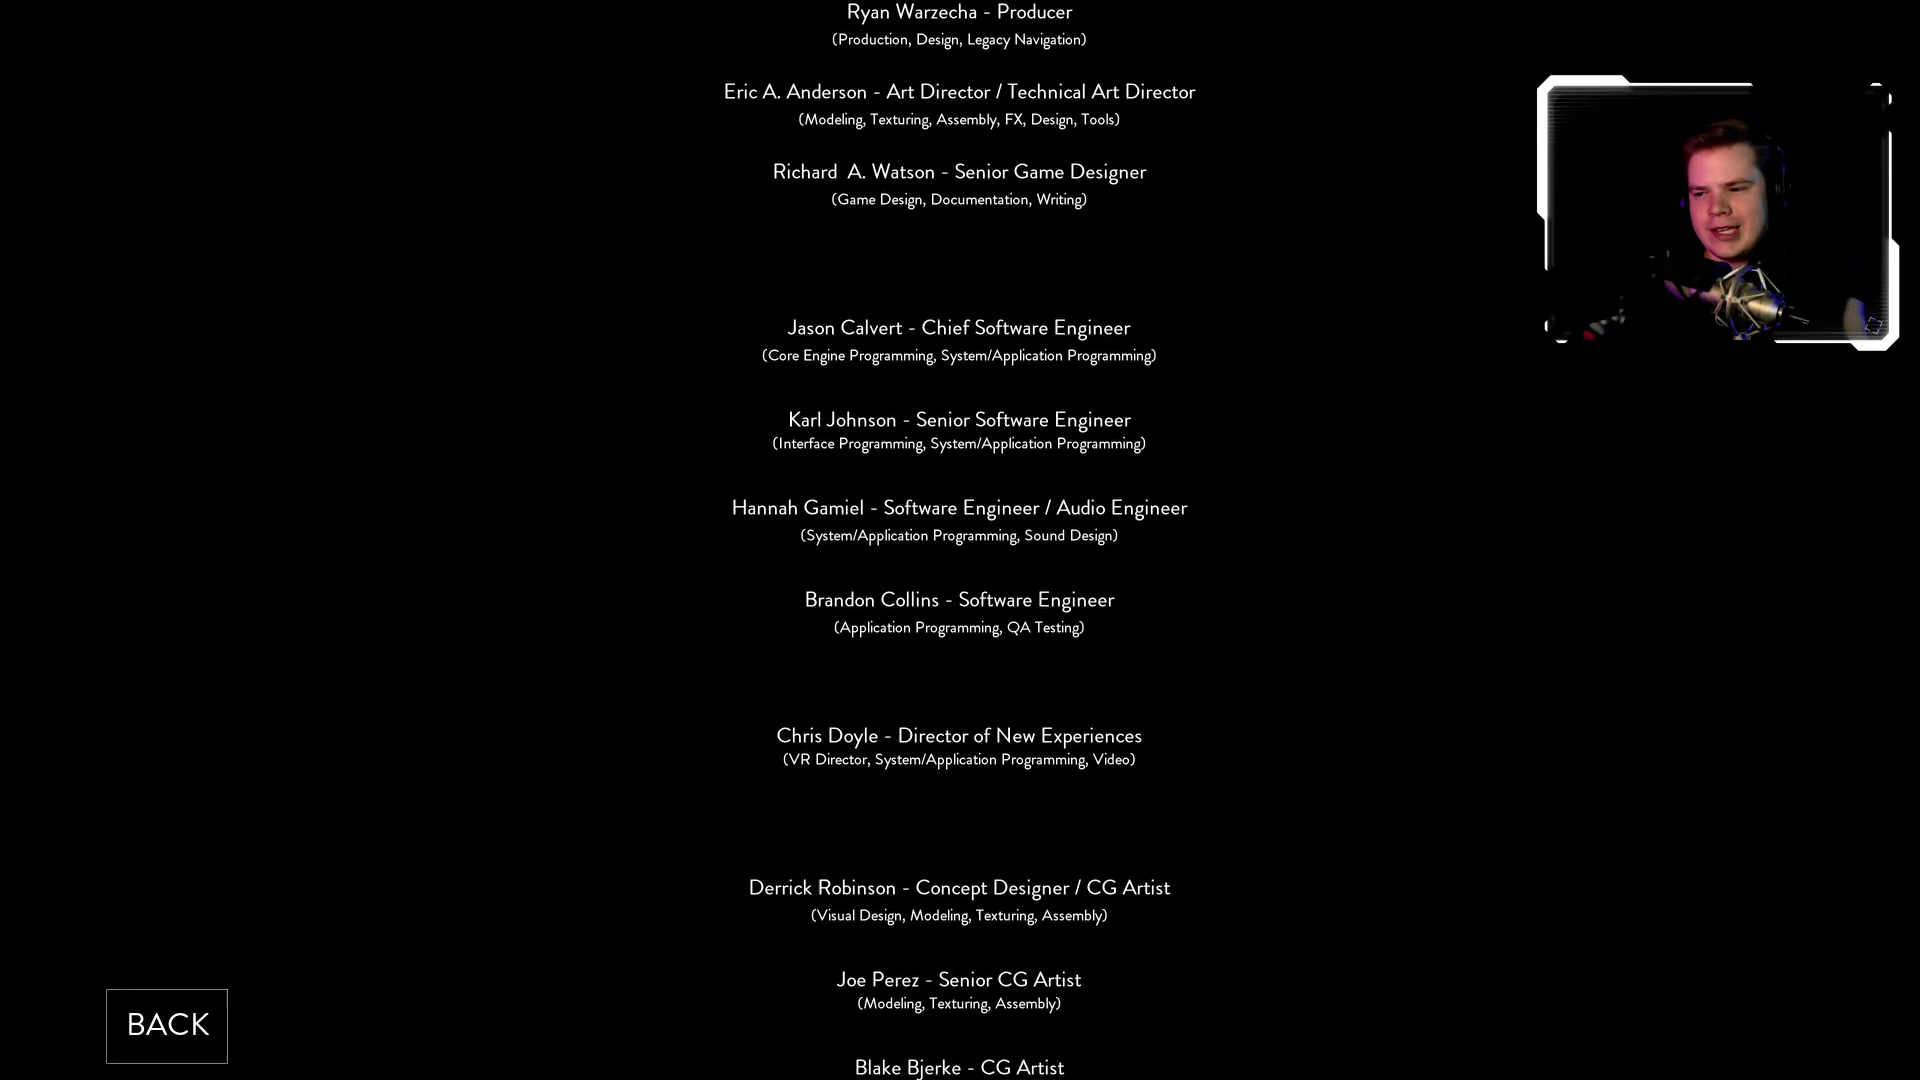 Ryan Warzecha - Producer
(Production, Design, Legacy Navigation)
Eric A. Anderson - Art Director / Technical Art Director
(Modeling, Texturing, Assembly, FX, Design, Tools)
Richard  A. Watson - Senior Game Designer
(Game Design, Documentation, Writing)
Jason Calvert - Chief Software Engineer
(Core Engine Programming, System/Application Programming)
Karl Johnson - Senior Software Engineer
(Interface Programming, System/Application Programming)
Hannah Gamiel - Software Engineer / Audio Engineer
(System/Application Programming, Sound Design)
Brandon Collins - Software Engineer
(Application Programming, QA Testing)
Chris Doyle - Director of New Experiences
(VR Director, System/Application Programming, Video)
Derrick Robinson - Concept Designer / CG Artist
(Visual Design, Modeling, Texturing, Assembly)
Joe Perez - Senior CG Artist
(Modeling, Texturing, Assembly)
Blake Bjerke - CG Artist
BACK